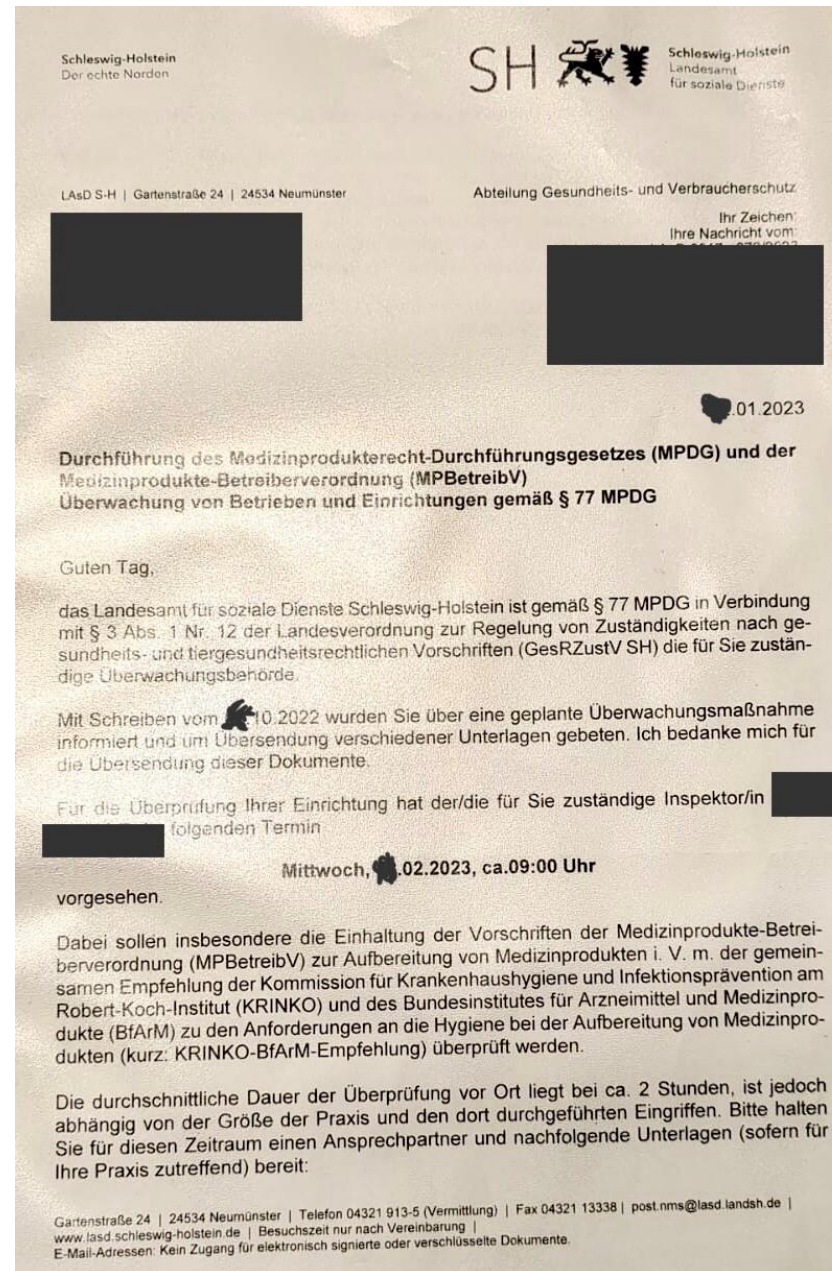 Schleswig-Holstein
Der echte Norden
SH
Schleswig-Holstein
Landesamt
für soziale Dienste
LAsD S-H | Gartenstraße 24 | 24534 Neumünster
Abteilung Gesundheits- und Verbraucherschutz
Ihr Zeichen:
Ihre Nachricht vom:
.01.2023
Durchführung des Medizinprodukterecht-Durchführungsgesetzes (MPDG) und der
Medizinprodukte-Betreiberverordnung (MPBetreibV)
Überwachung von Betrieben und Einrichtungen gemäß § 77 MPDG
Guten Tag,
das Landesamt für soziale Dienste Schleswig-Holstein ist gemäß § 77 MPDG in Verbindung
mit § 3 Abs. 1 Nr. 12 der Landesverordnung zur Regelung von Zuständigkeiten nach ge-
sundheits- und tiergesundheitsrechtlichen Vorschriften (GesRZustV SH) die für Sie zustän-
dige Überwachungsbehörde.
Mit Schreiben vom 10.2022 wurden Sie über eine geplante Überwachungsmaßnahme
informiert und um Übersendung verschiedener Unterlagen gebeten. Ich bedanke mich für
die Übersendung dieser Dokumente.
Für die Überprüfung Ihrer Einrichtung hat der/die für Sie zuständige Inspektor/in
folgenden Termin
Mittwoch, .02.2023, ca.09:00 Uhr
vorgesehen.
Dabei sollen insbesondere die Einhaltung der Vorschriften der Medizinprodukte-Betrei-
berverordnung (MPBetreibV) zur Aufbereitung von Medizinprodukten i. V. m. der gemein-
samen Empfehlung der Kommission für Krankenhaushygiene und Infektionsprävention am
Robert-Koch-Institut (KRINKO) und des Bundesinstitutes für Arzneimittel und Medizinpro-
dukte (BfArM) zu den Anforderungen an die Hygiene bei der Aufbereitung von Medizinpro-
dukten (kurz: KRINKO-BfArM-Empfehlung) überprüft werden.
Die durchschnittliche Dauer der Überprüfung vor Ort liegt bei ca. 2 Stunden, ist jedoch
abhängig von der Größe der Praxis und den dort durchgeführten Eingriffen. Bitte halten
Sie für diesen Zeitraum einen Ansprechpartner und nachfolgende Unterlagen (sofern für
Ihre Praxis zutreffend) bereit:
Gartenstraße 24 | 24534 Neumünster | Telefon 04321 913-5 (Vermittlung) | Fax 04321 13338 | post.nms@lasd.landsh.de |
www.lasd.schleswig-holstein.de | Besuchszeit nur nach Vereinbarung |
E-Mail-Adressen: Kein Zugang für elektronisch signierte oder verschlüsselte Dokumente.